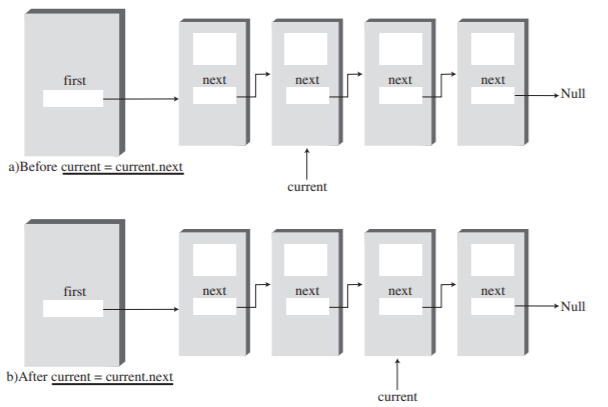 first
next next next next
Null
a)Before current = current.next
current
first
next next next next
Null
b)After current = current.next
current